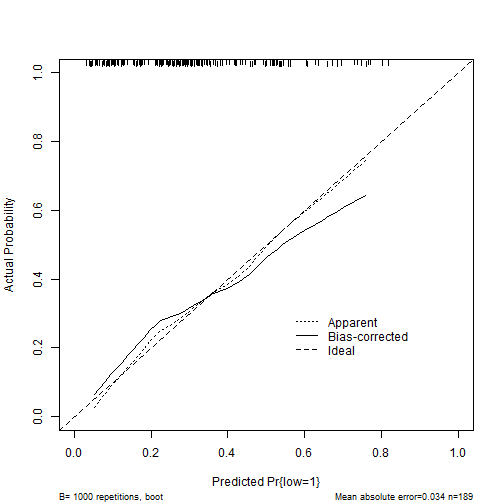 1.0
0.8
0.6
0.4
0.2
0.0
Actual Probability
Apparent
Bias-corrected
Ideal
0.0 0.2 0.4 0.6 0.8 1.0
Predicted Pr{low=1}
B= 1000 repetitions, boot Mean absolute error=0.034 n=189